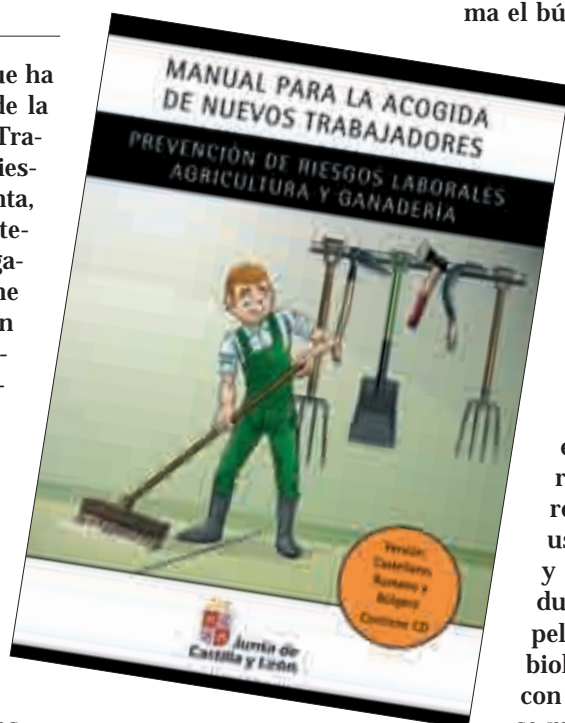 ma el bú
ue ha
de la
Tra-
ies-
nta,
te-
ga-
ne
n
-
-
MANUAL PARA LA ACOGIDA
DE NUEVOS TRABAJADORES
PREVENCIÓN DE RIESGOS LABORALES
AGRICULTURA Y GANADERÍA
Versión:
Castellano,
Rumano y
Búlgaro
Contiene CD
Junta de
Castilla y León
e
r
re
us
y
du
pel
biol
con